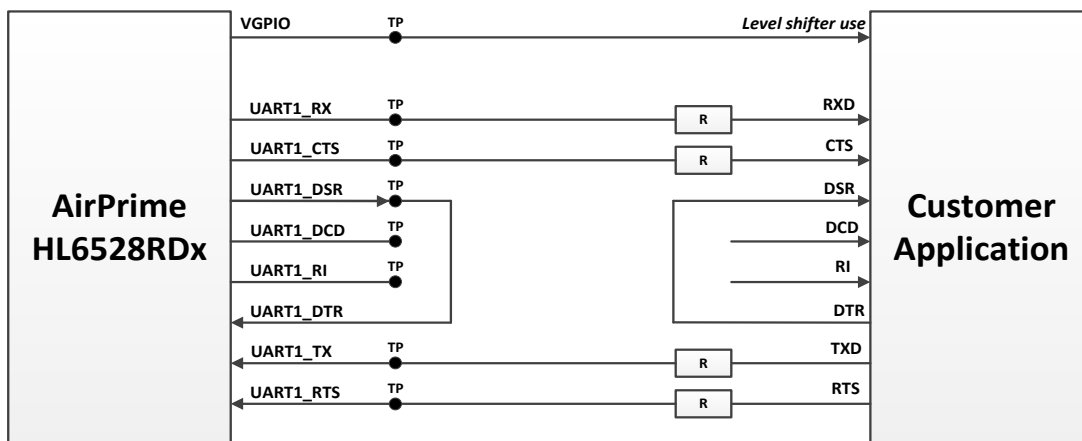 VGPIO TP Level shifter use
UART1_RX TP R RXD
UART1_CTS TP R CTS
UART1_DSR TP DSR
AirPrime
HL6528RDx
Customer
Application
UART1_DCD TP DCD
UART1_RI TP RI
UART1_DTR DTR
UART1_TX TP R TXD
UART1_RTS TP R RTS